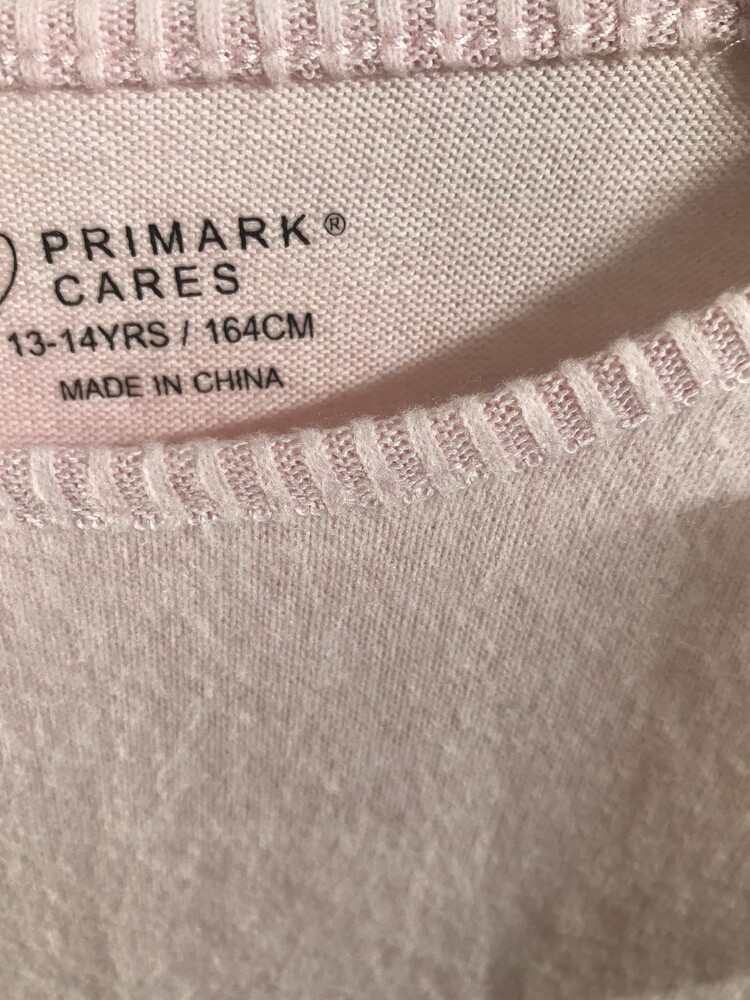 PRIMARK®
CARES
13-14YRS / 164CM
MADE IN CHINA